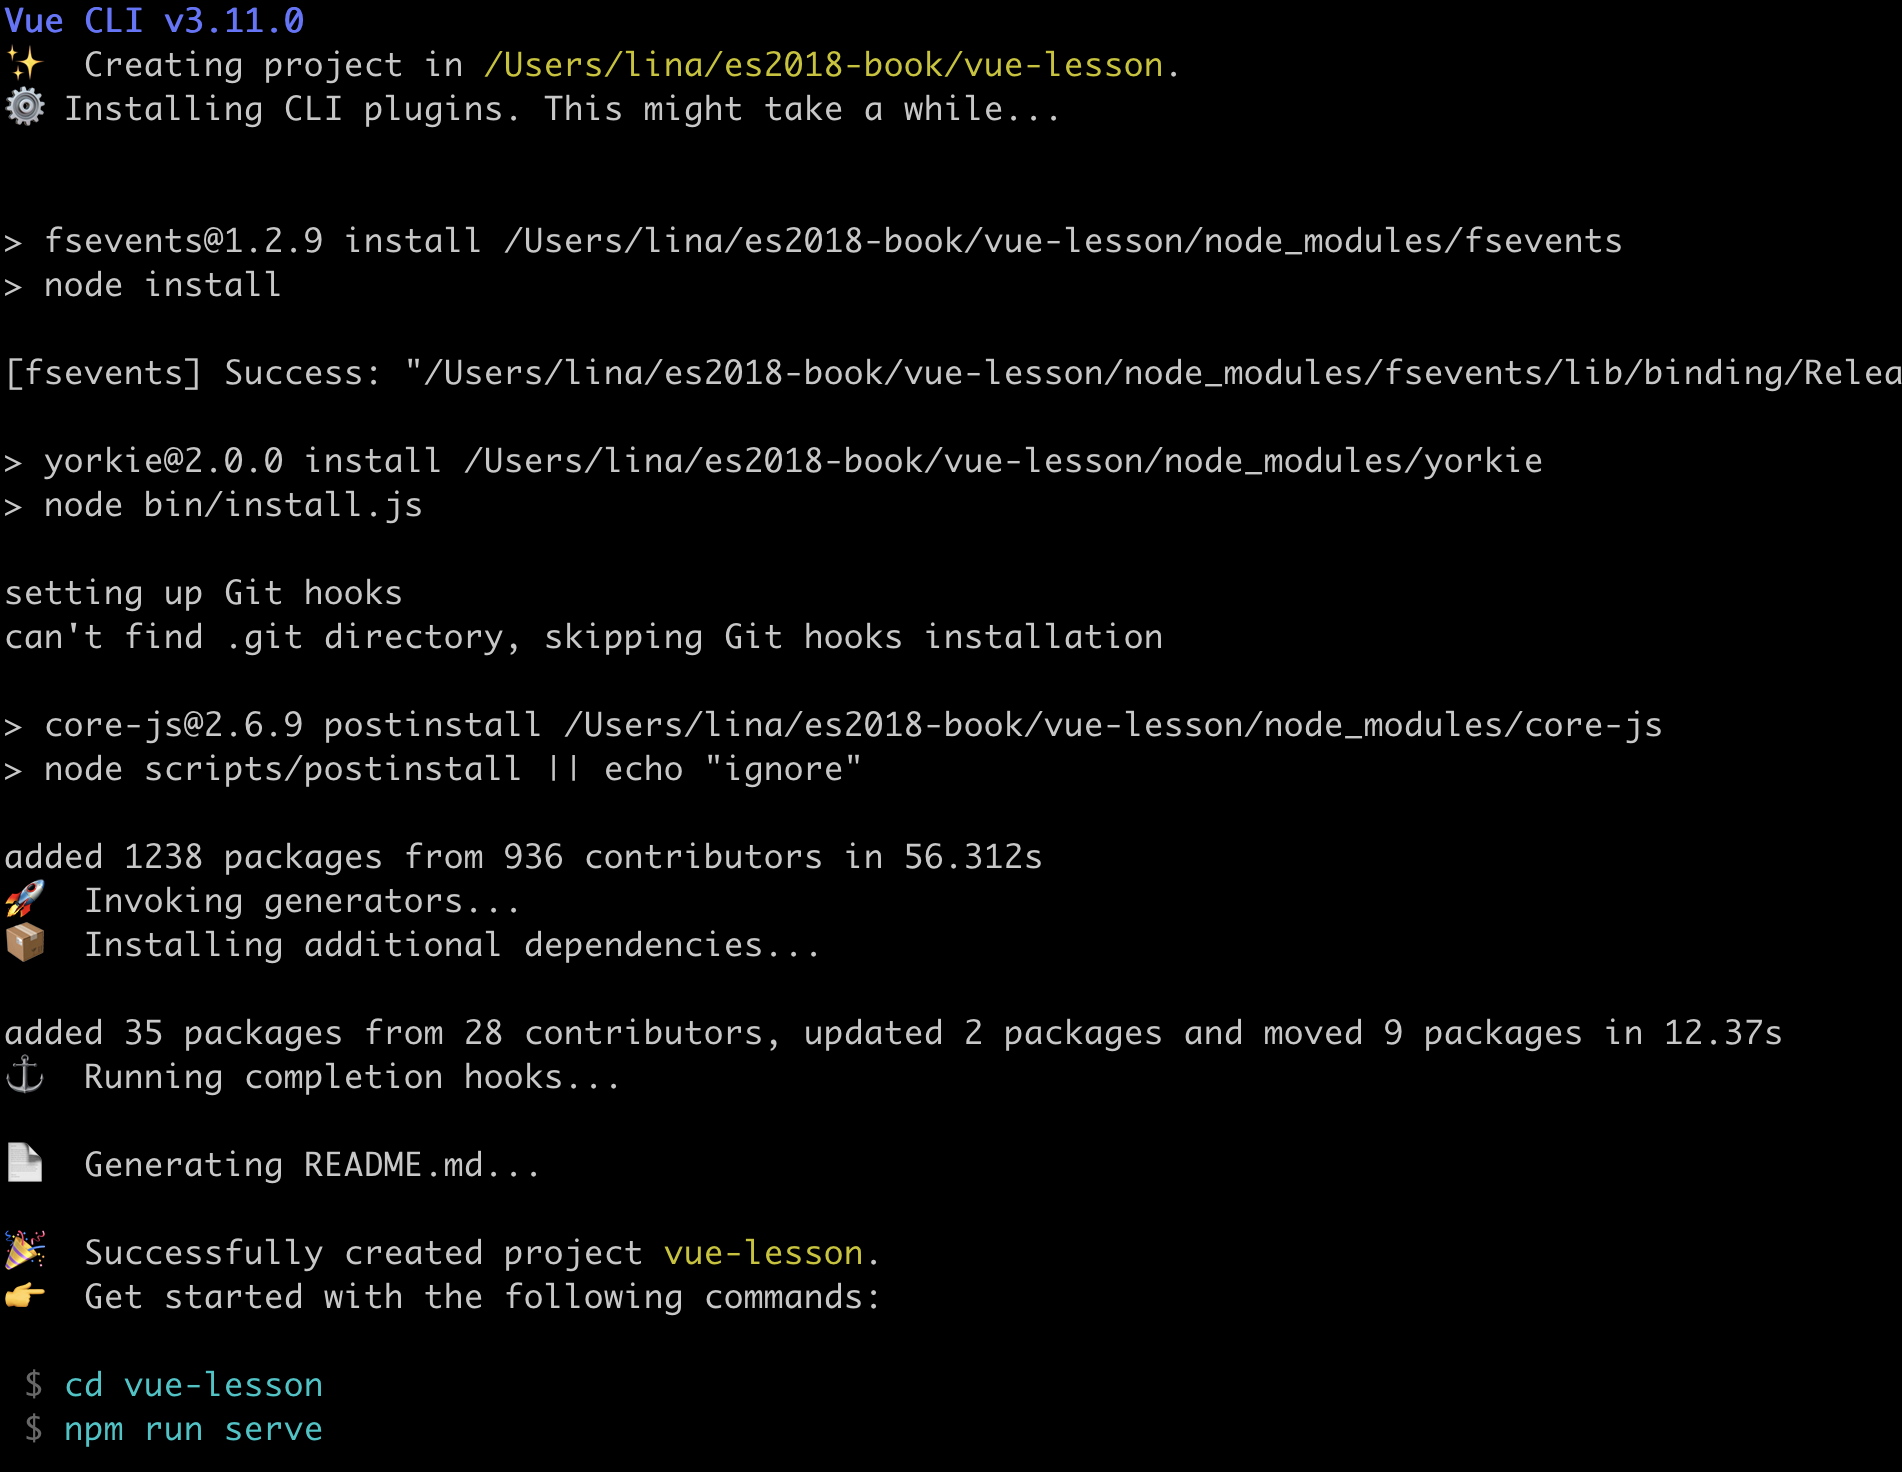 Vue CLI v3.11.0
✨  Creating project in /Users/lina/es2018-book/vue-lesson.
⚙️ Installing CLI plugins. This might take a while...
> fsevents@1.2.9 install /Users/lina/es2018-book/vue-lesson/node_modules/fsevents
> node install
[fsevents] Success: "/Users/lina/es2018-book/vue-lesson/node_modules/fsevents/lib/binding/Relea
> yorkie@2.0.0 install /Users/lina/es2018-book/vue-lesson/node_modules/yorkie
> node bin/install.js
setting up Git hooks
can't find .git directory, skipping Git hooks installation
> core-js@2.6.9 postinstall /Users/lina/es2018-book/vue-lesson/node_modules/core-js
> node scripts/postinstall || echo "ignore"
added 1238 packages from 936 contributors in 56.312s
🚀  Invoking generators...
📦  Installing additional dependencies...
added 35 packages from 28 contributors, updated 2 packages and moved 9 packages in 12.37s
⚓  Running completion hooks...
📄  Generating README.md...
🎉  Successfully created project vue-lesson.
👉  Get started with the following commands:
$ cd vue-lesson
$ npm run serve